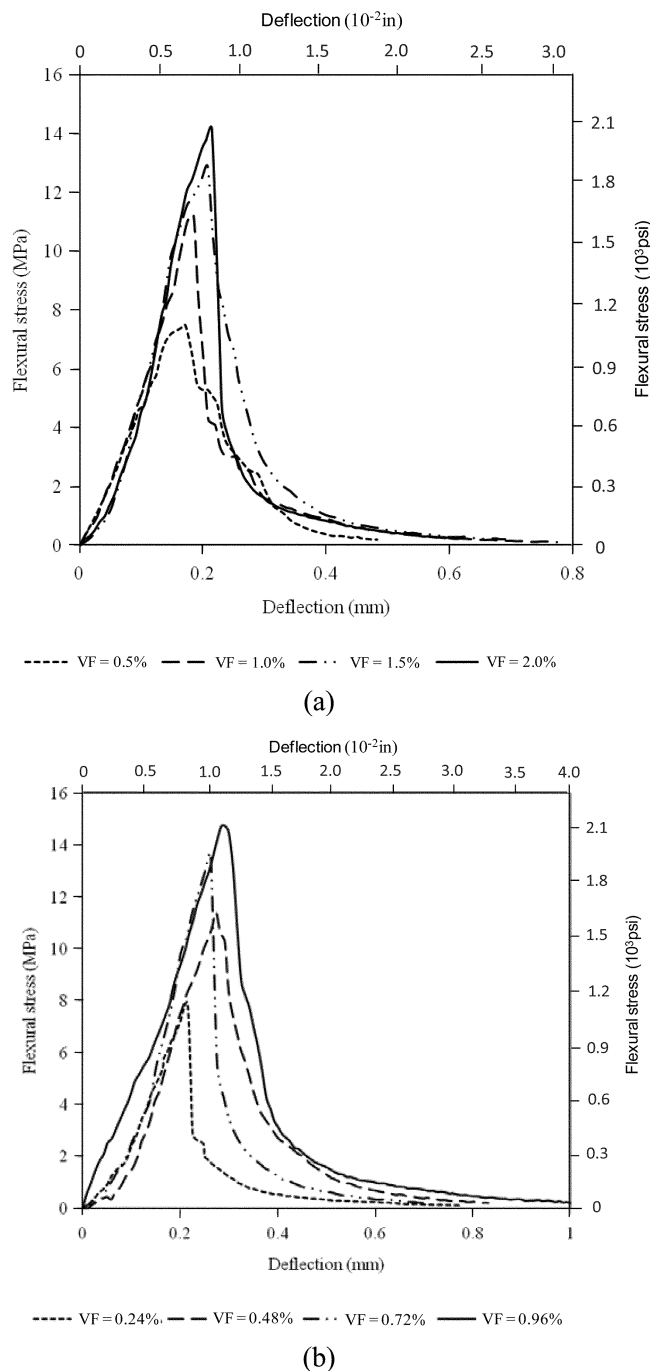 Deflection (10-2in)
0 0.5 1.0 1.5 2.0 2.5 3.0
16
14
12
10
8
6
4
2
0
Flexural stress (MPa)
2.1
1.8
1.5
1.2
0.9
0.6
0.3
0
Flexural stress (10³psi)
0 0.2 0.4 0.6 0.8
Deflection (mm)
VF = 0.5% VF = 1.0% VF = 1.5% VF = 2.0%
(a)
Deflection (10-2in)
0 0.5 1.0 1.5 2.0 2.5 3.0 3.5 4.0
16
14
12
10
8
6
4
2
0
Flexural stress (MPa)
2.1
1.8
1.5
1.2
0.9
0.6
0.3
0
Flexural stress (10³psi)
0 0.2 0.4 0.6 0.8 1
Deflection (mm)
VF = 0.24% VF = 0.48% VF = 0.72% VF = 0.96%
(b)